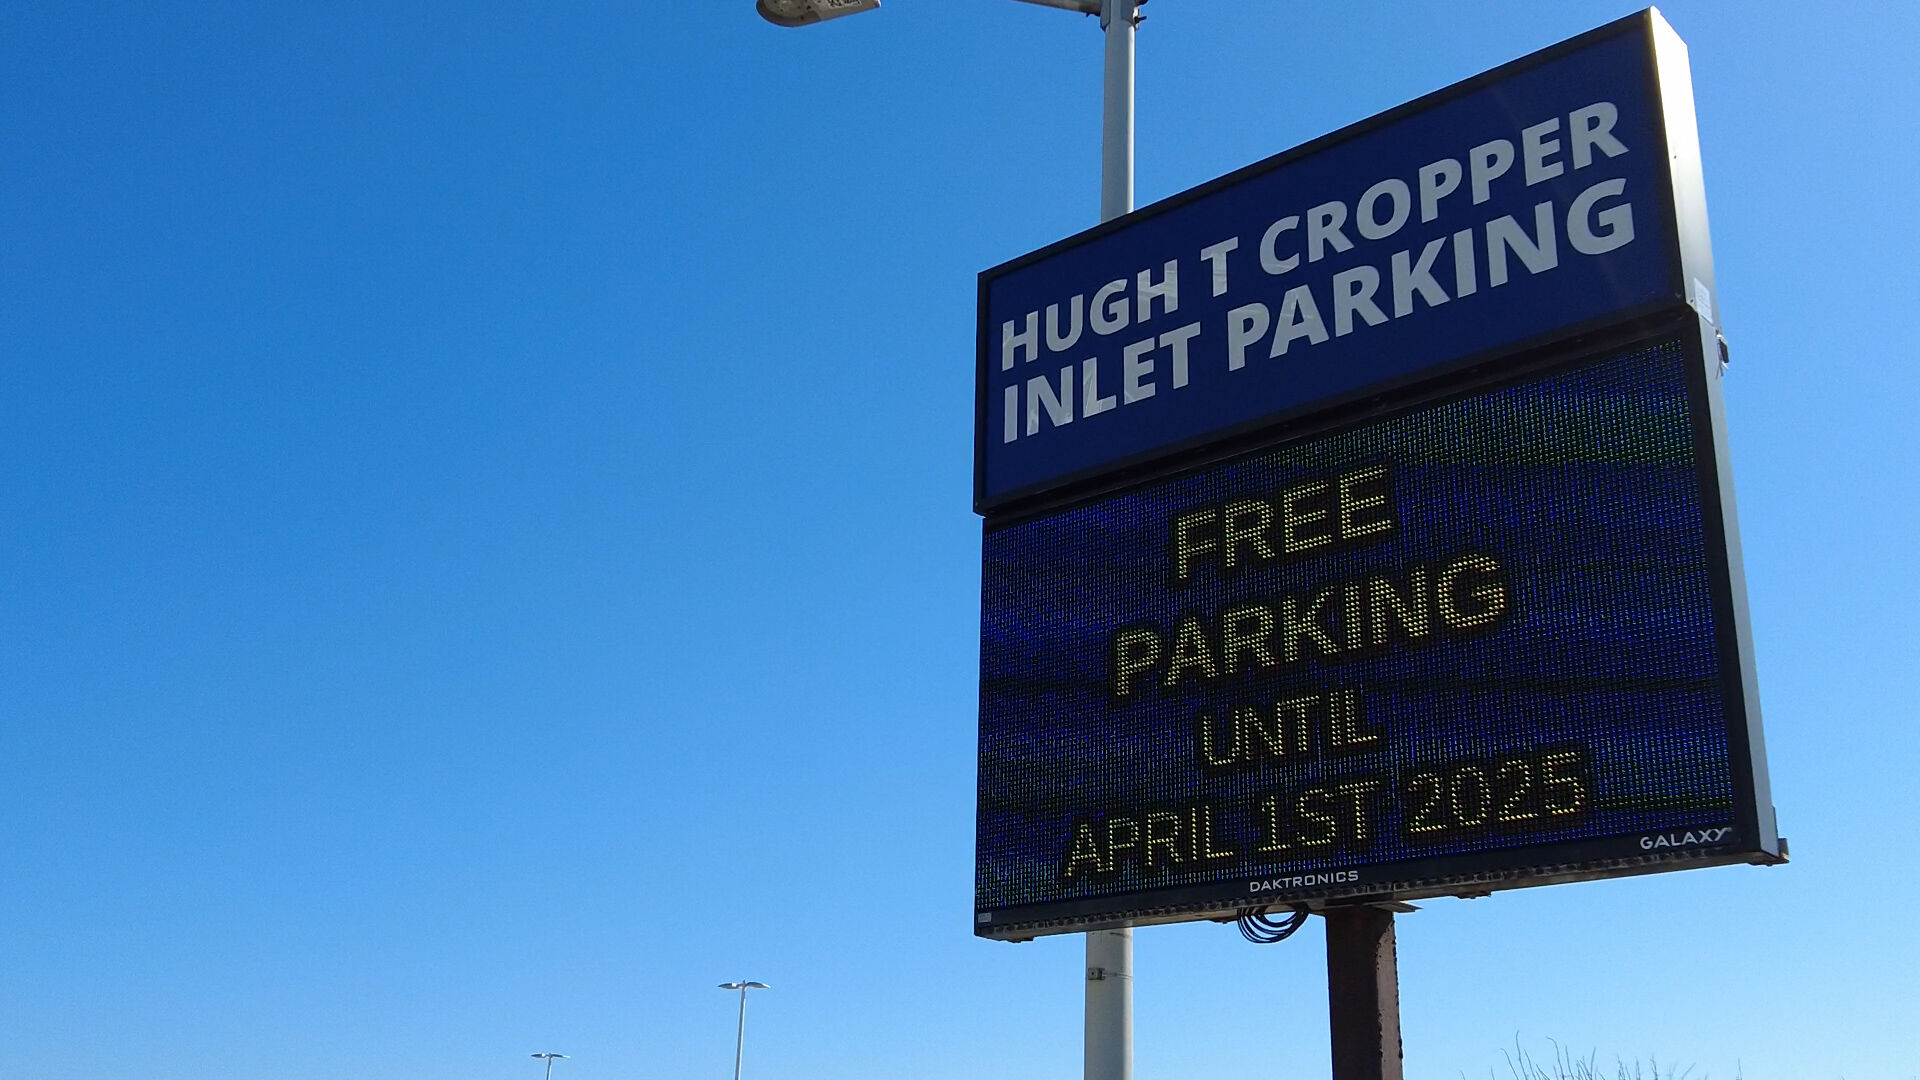 HUGH T CROPPER
INLET PARKING
FREE
PARKING
UNTIL
APRIL 1ST 2025
DAKTRONICS
GALAXY